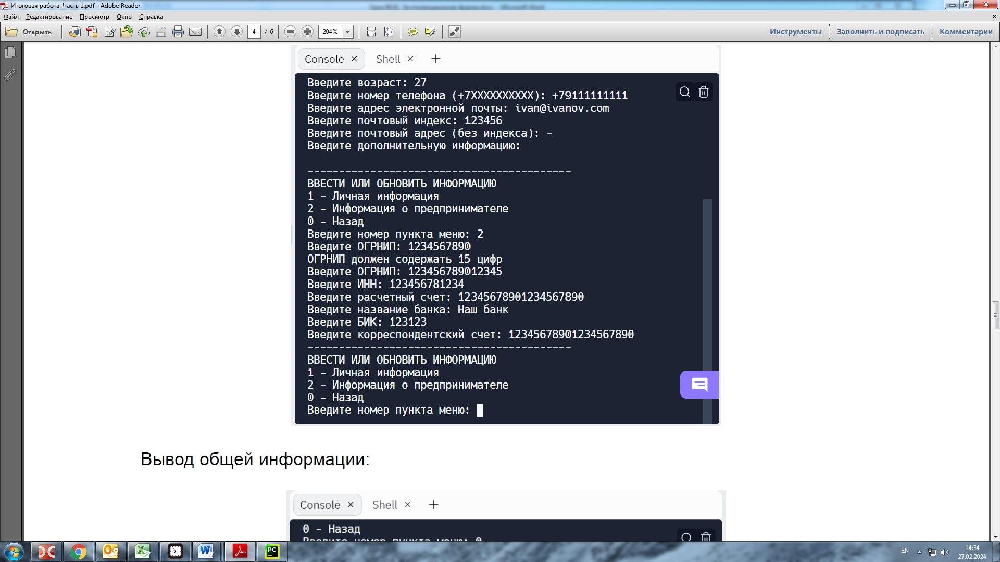 Итоговая работа. Часть 1.pdf - Adobe Reader
Файл Редактирование Просмотр Окно Справка
Открыть 4 / 6 204% Инструменты Заполнить и подписать Комментарии
Console × Shell × +
Введите возраст: 27
Введите номер телефона (+7XXXXXXXXXX): +79111111111
Введите адрес электронной почты: ivan@ivanov.com
Введите почтовый индекс: 123456
Введите почтовый адрес (без индекса): -
Введите дополнительную информацию:
------------------------------------------
ВВЕСТИ ИЛИ ОБНОВИТЬ ИНФОРМАЦИЮ
1 - Личная информация
2 - Информация о предпринимателе
0 - Назад
Введите номер пункта меню: 2
Введите ОГРНИП: 1234567890
ОГРНИП должен содержать 15 цифр
Введите ОГРНИП: 123456789012345
Введите ИНН: 123456781234
Введите расчетный счет: 12345678901234567890
Введите название банка: Наш банк
Введите БИК: 123123
Введите корреспондентский счет: 12345678901234567890
------------------------------------------
ВВЕСТИ ИЛИ ОБНОВИТЬ ИНФОРМАЦИЮ
1 - Личная информация
2 - Информация о предпринимателе
0 - Назад
Введите номер пункта меню:
Вывод общей информации:
Console × Shell × +
0 - Назад
Введите номер пункта меню: 0
EN
14:34
27.02.2024